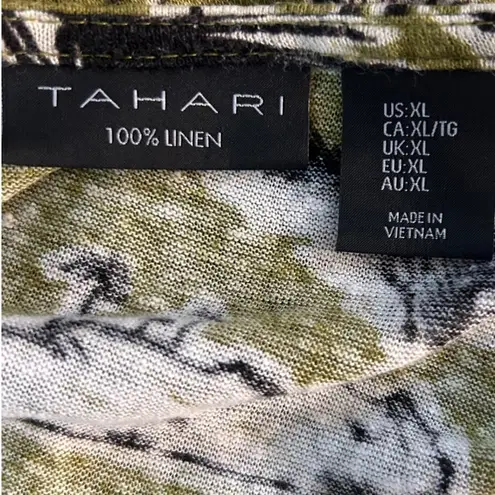 TAHARI
100% LINEN
US:XL
CA:XL/TG
UK:XL
EU:XL
AU:XL
MADE IN
VIETNAM